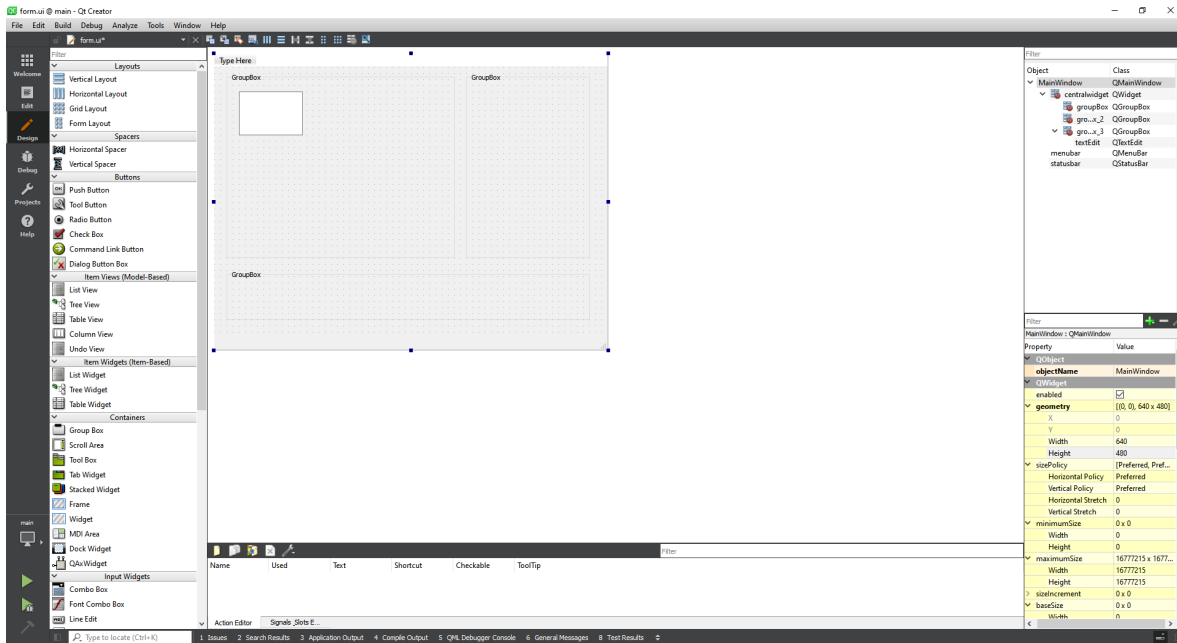 form.ui @ main - Qt Creator
File Edit Build Debug Analyze Tools Window Help
form.ui*
Welcome
Edit
Design
Debug
Projects
Help
main
Filter
Layouts
Vertical Layout
Horizontal Layout
Grid Layout
Form Layout
Spacers
Horizontal Spacer
Vertical Spacer
Buttons
Push Button
Tool Button
Radio Button
Check Box
Command Link Button
Dialog Button Box
Item Views (Model-Based)
List View
Tree View
Table View
Column View
Undo View
Item Widgets (Item-Based)
List Widget
Tree Widget
Table Widget
Containers
Group Box
Scroll Area
Tool Box
Tab Widget
Stacked Widget
Frame
Widget
MDI Area
Dock Widget
QAxWidget
Input Widgets
Combo Box
Font Combo Box
Line Edit
Type Here
GroupBox GroupBox
GroupBox
Filter
Name Used Text Shortcut Checkable ToolTip
Action Editor Signals _Slots E...
Filter
Object Class
MainWindow QMainWindow
centralwidget QWidget
groupBox QGroupBox
gro...x_2 QGroupBox
gro...x_3 QGroupBox
textEdit QTextEdit
menubar QMenuBar
statusbar QStatusBar
Filter
MainWindow : QMainWindow
Property Value
QObject
objectName MainWindow
QWidget
enabled
geometry [(0, 0), 640 x 480]
X 0
Y 0
Width 640
Height 480
sizePolicy [Preferred, Pref...
Horizontal Policy Preferred
Vertical Policy Preferred
Horizontal Stretch 0
Vertical Stretch 0
minimumSize 0 x 0
Width 0
Height 0
maximumSize 16777215 x 1677...
Width 16777215
Height 16777215
sizeIncrement 0 x 0
baseSize 0 x 0
Width 0
Type to locate (Ctrl+K) 1 Issues 2 Search Results 3 Application Output 4 Compile Output 5 QML Debugger Console 6 General Messages 8 Test Results